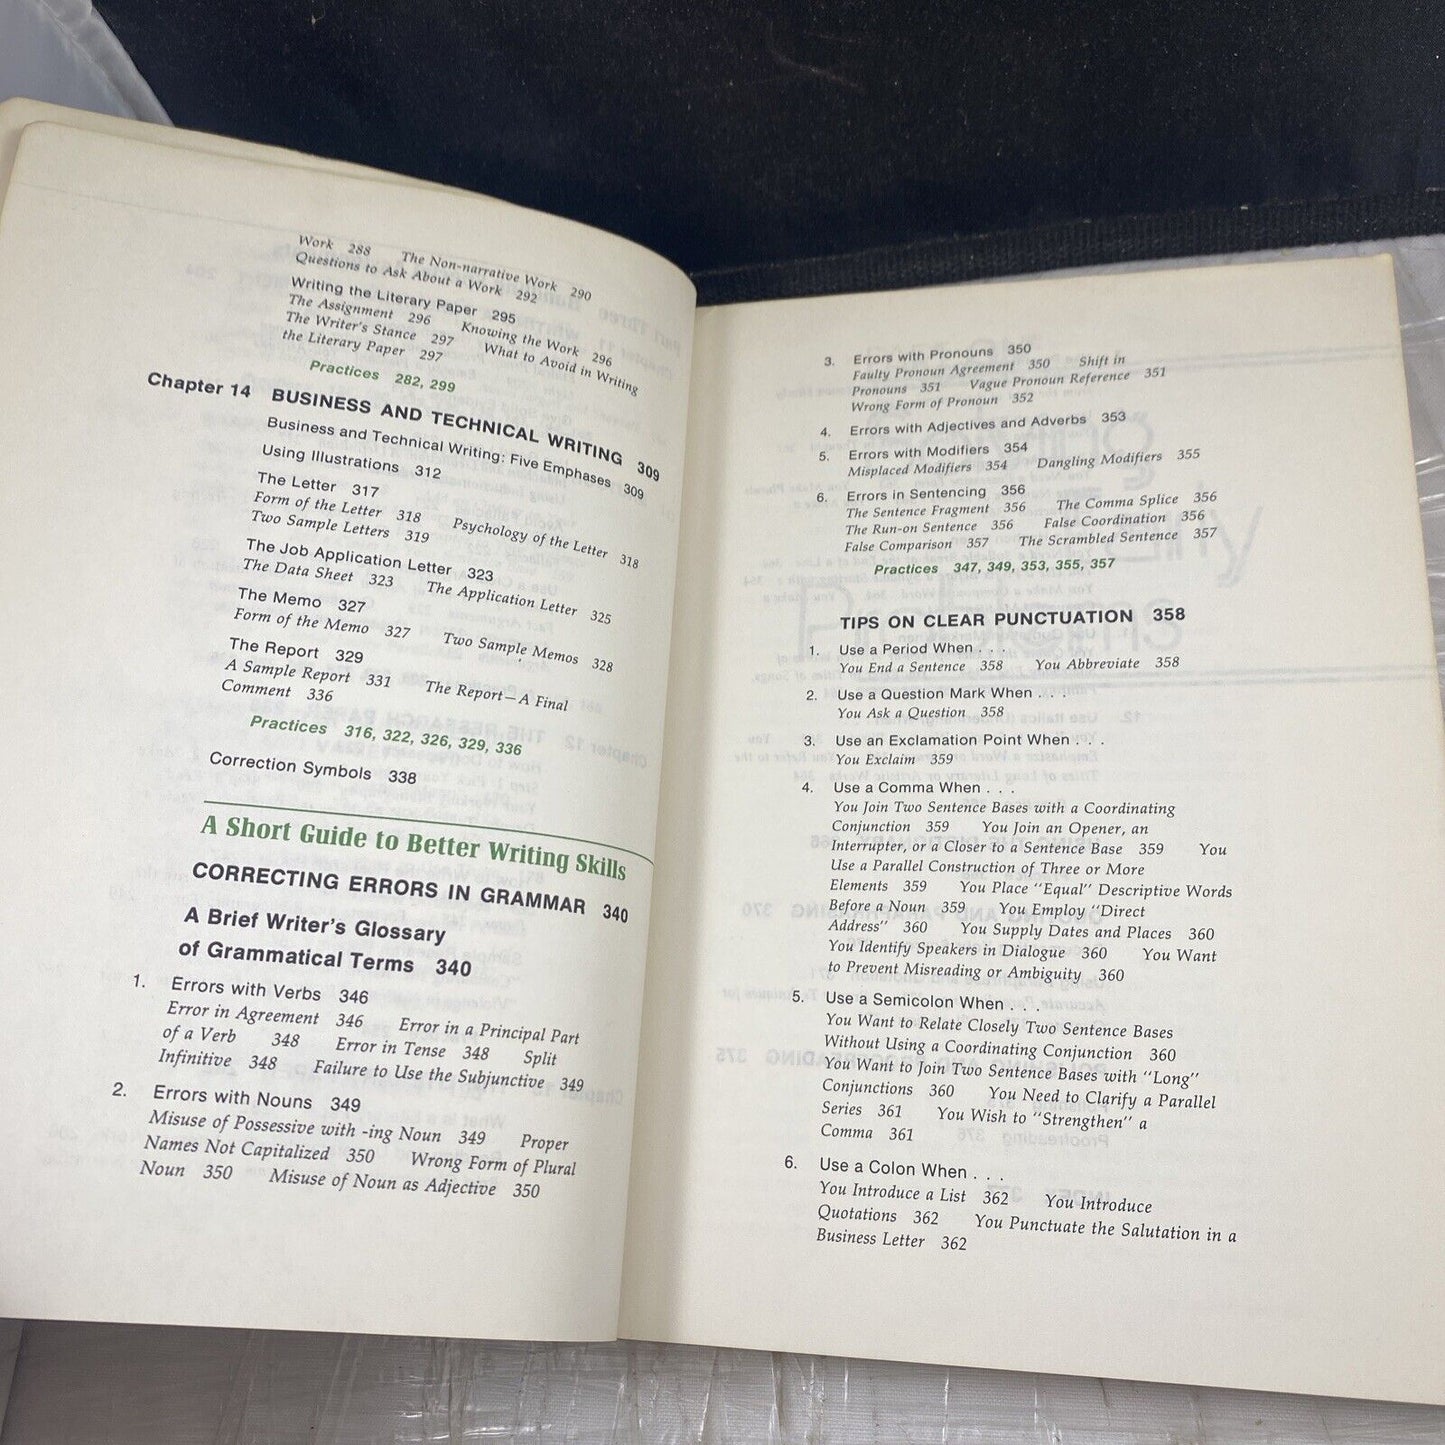 Work 288 The Non-narrative Work 290
Questions to Ask About a Work 292
Writing the Literary Paper 295
The Assignment 296 Knowing the Work 296
The Writer's Stance 297 What to Avoid in Writing
the Literary Paper 297
Practices 282, 299
Chapter 14 BUSINESS AND TECHNICAL WRITING 309
Business and Technical Writing: Five Emphases 309
Using Illustrations 312
The Letter 317
Form of the Letter 318 Psychology of the Letter 318
Two Sample Letters 319
The Job Application Letter 323
The Data Sheet 323 The Application Letter 325
The Memo 327
Form of the Memo 327 Two Sample Memos 328
The Report 329
A Sample Report 331 The Report—A Final
Comment 336
Practices 316, 322, 326, 329, 336
Correction Symbols 338
A Short Guide to Better Writing Skills
CORRECTING ERRORS IN GRAMMAR 340
A Brief Writer's Glossary
of Grammatical Terms 340
1. Errors with Verbs 346
Error in Agreement 346 Error in a Principal Part
of a Verb 348 Error in Tense 348 Split
Infinitive 348 Failure to Use the Subjunctive 349
2. Errors with Nouns 349
Misuse of Possessive with -ing Noun 349 Proper
Names Not Capitalized 350 Wrong Form of Plural
Noun 350 Misuse of Noun as Adjective 350
3. Errors with Pronouns 350
Faulty Pronoun Agreement 350 Shift in
Pronouns 351 Vague Pronoun Reference 351
Wrong Form of Pronoun 352
4. Errors with Adjectives and Adverbs 353
5. Errors with Modifiers 354
Misplaced Modifiers 354 Dangling Modifiers 355
6. Errors in Sentencing 356
The Sentence Fragment 356 The Comma Splice 356
The Run-on Sentence 356 False Coordination 356
False Comparison 357 The Scrambled Sentence 357
Practices 347, 349, 353, 355, 357
TIPS ON CLEAR PUNCTUATION 358
1. Use a Period When . . .
You End a Sentence 358 You Abbreviate 358
2. Use a Question Mark When . . .
You Ask a Question 358
3. Use an Exclamation Point When . . .
You Exclaim 359
4. Use a Comma When . . .
You Join Two Sentence Bases with a Coordinating
Conjunction 359 You Join an Opener, an
Interrupter, or a Closer to a Sentence Base 359 You
Use a Parallel Construction of Three or More
Elements 359 You Place "Equal" Descriptive Words
Before a Noun 359 You Employ "Direct
Address" 360 You Supply Dates and Places 360
You Identify Speakers in Dialogue 360 You Want
to Prevent Misreading or Ambiguity 360
5. Use a Semicolon When . . .
You Want to Relate Closely Two Sentence Bases
Without Using a Coordinating Conjunction 360
You Want to Join Two Sentence Bases with "Long"
Conjunctions 360 You Need to Clarify a Parallel
Series 361 You Wish to "Strengthen" a
Comma 361
6. Use a Colon When . . .
You Introduce a List 362 You Introduce
Quotations 362 You Punctuate the Salutation in a
Business Letter 362